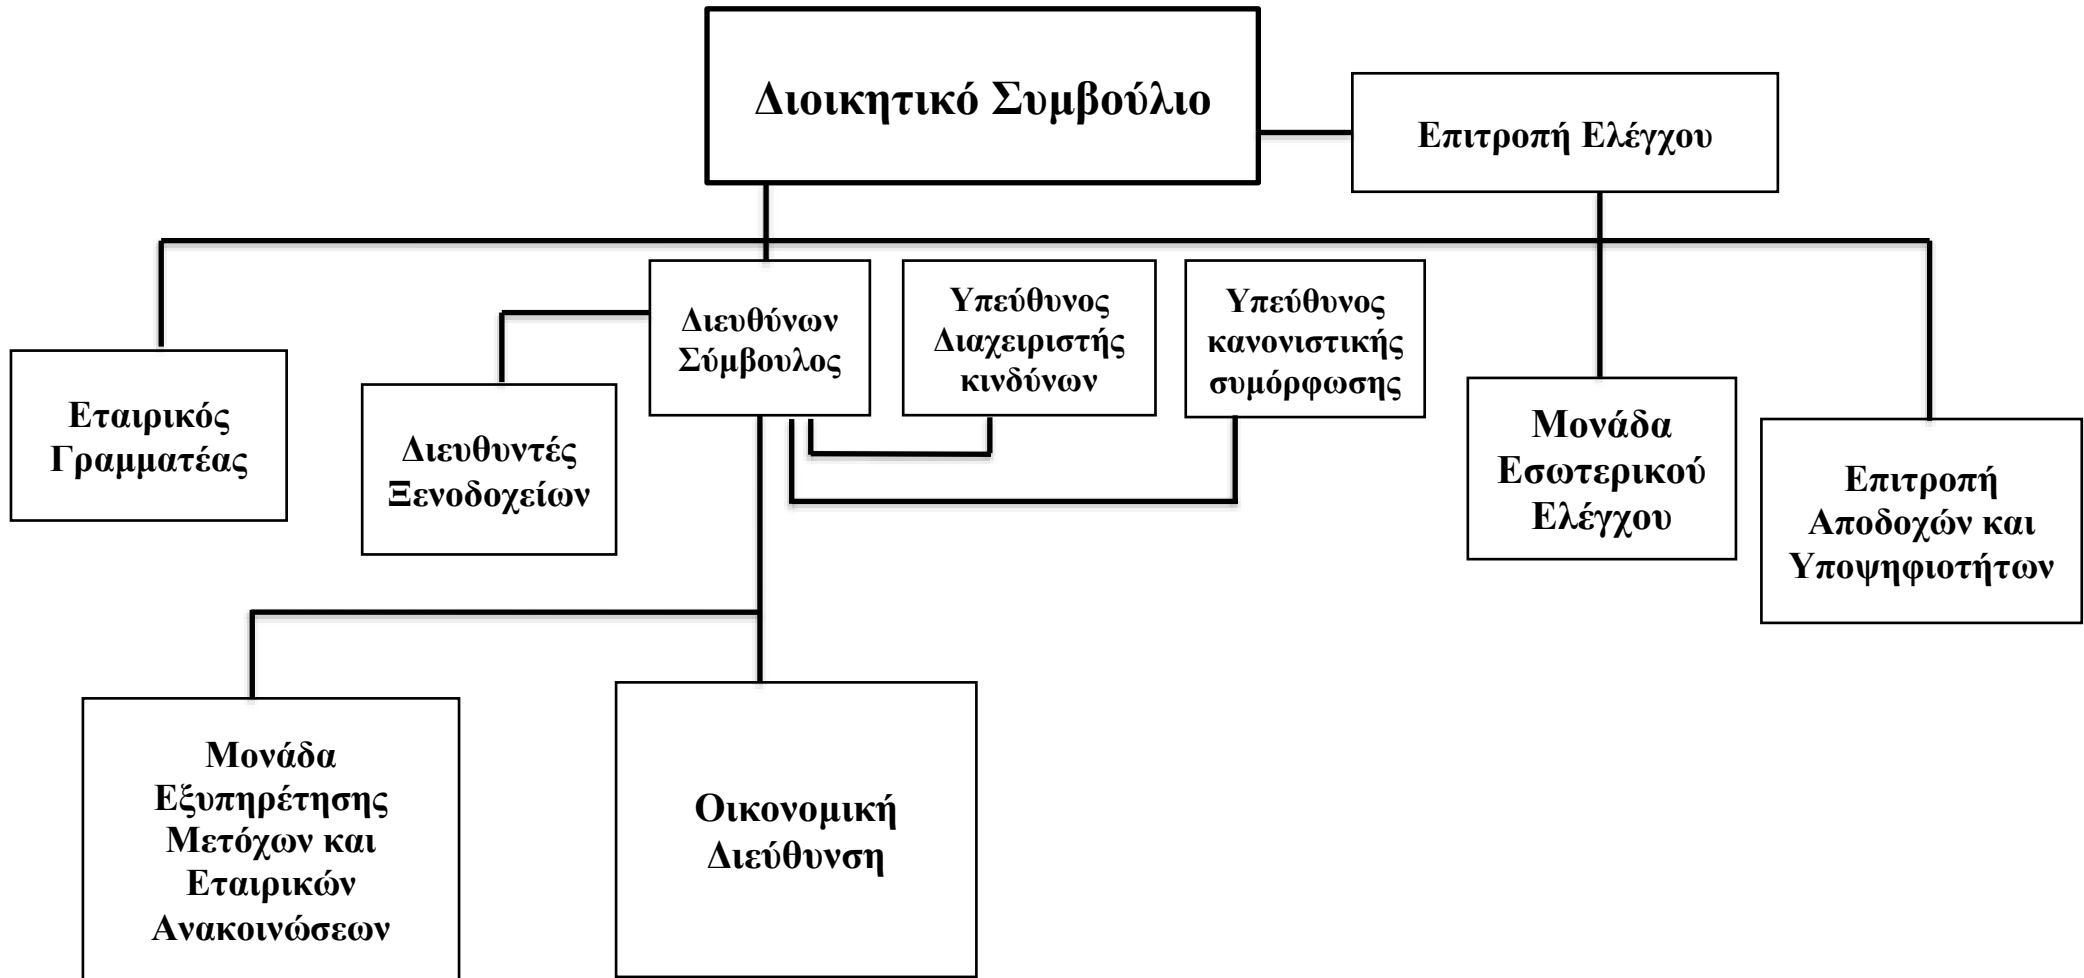 Διοικητικό Συμβούλιο
Επιτροπή Ελέγχου
Εταιρικός
Γραμματέας
Διευθυντές
Ξενοδοχείων
Διευθύνων
Σύμβουλος
Υπεύθυνος
Διαχειριστής
κινδύνων
Υπεύθυνος
κανονιστικής
συμόρφωσης
Μονάδα
Εσωτερικού
Ελέγχου
Επιτροπή
Αποδοχών και
Υποψηφιοτήτων
Μονάδα
Εξυπηρέτησης
Μετόχων και
Εταιρικών
Ανακοινώσεων
Οικονομική
Διεύθυνση